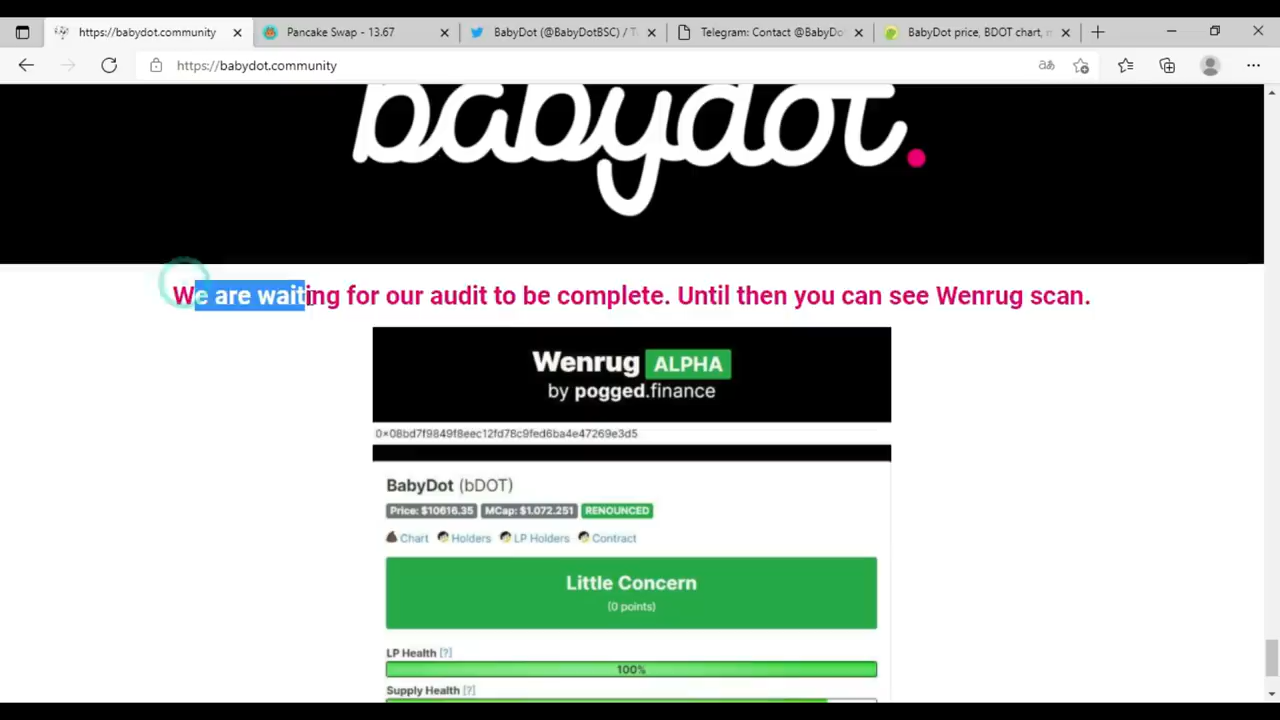 https://babydot.community
Pancake Swap - 13.67
BabyDot (@BabyDotBSC) / T
Telegram: Contact @BabyDo
BabyDot price, BDOT chart, m
https://babydot.community
babydot.
We are waiting for our audit to be complete. Until then you can see Wenrug scan.
Wenrug ALPHA
by pogged.finance
0x08bd7f9849f8eec12fd78c9fed6ba4e47269e3d5
BabyDot (bDOT)
Price: $10616.35 MCap: $1.072.251 RENOUNCED
Chart Holders LP Holders Contract
Little Concern
(0 points)
LP Health [?]
100%
Supply Health [?]